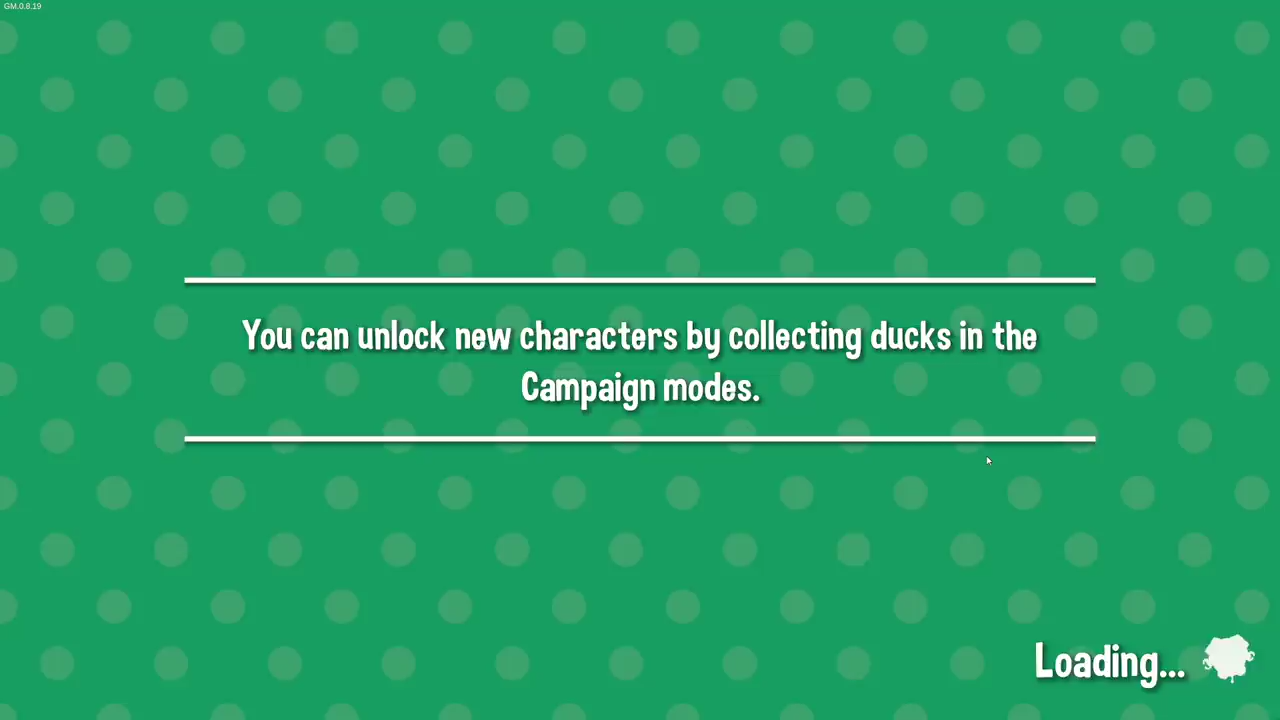 GM.0.8.19
You can unlock new characters by collecting ducks in the
Campaign modes.
Loading...